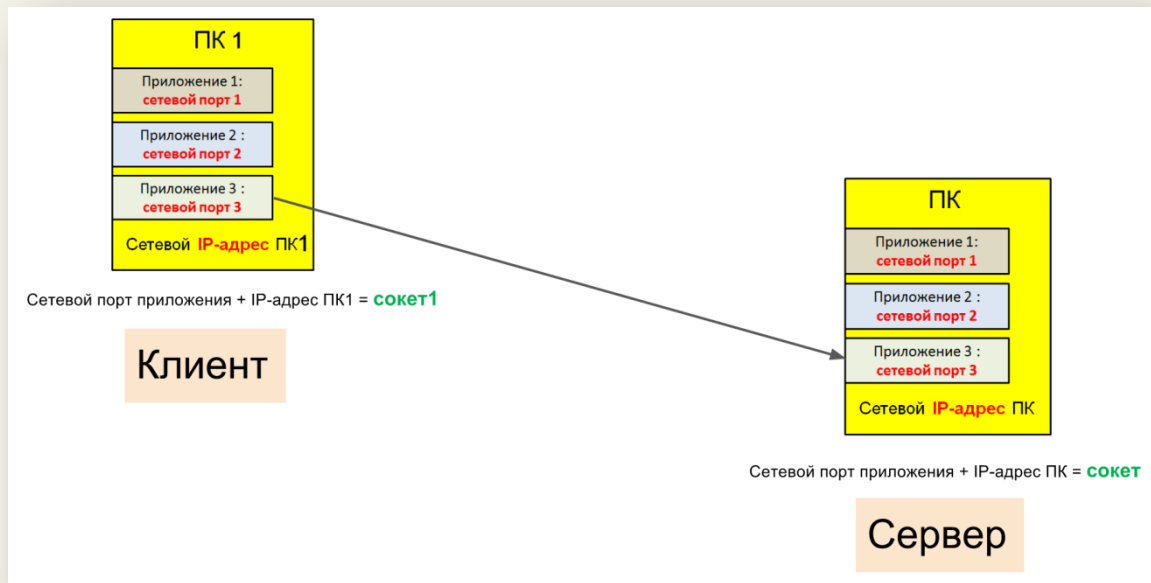 ПК 1
Приложение 1:
сетевой порт 1
Приложение 2 :
сетевой порт 2
Приложение 3 :
сетевой порт 3
Сетевой IP-адрес ПК1
Сетевой порт приложения + IP-адрес ПК1 = сокет1
Клиент
ПК
Приложение 1:
сетевой порт 1
Приложение 2 :
сетевой порт 2
Приложение 3 :
сетевой порт 3
Сетевой IP-адрес ПК
Сетевой порт приложения + IP-адрес ПК = сокет
Сервер